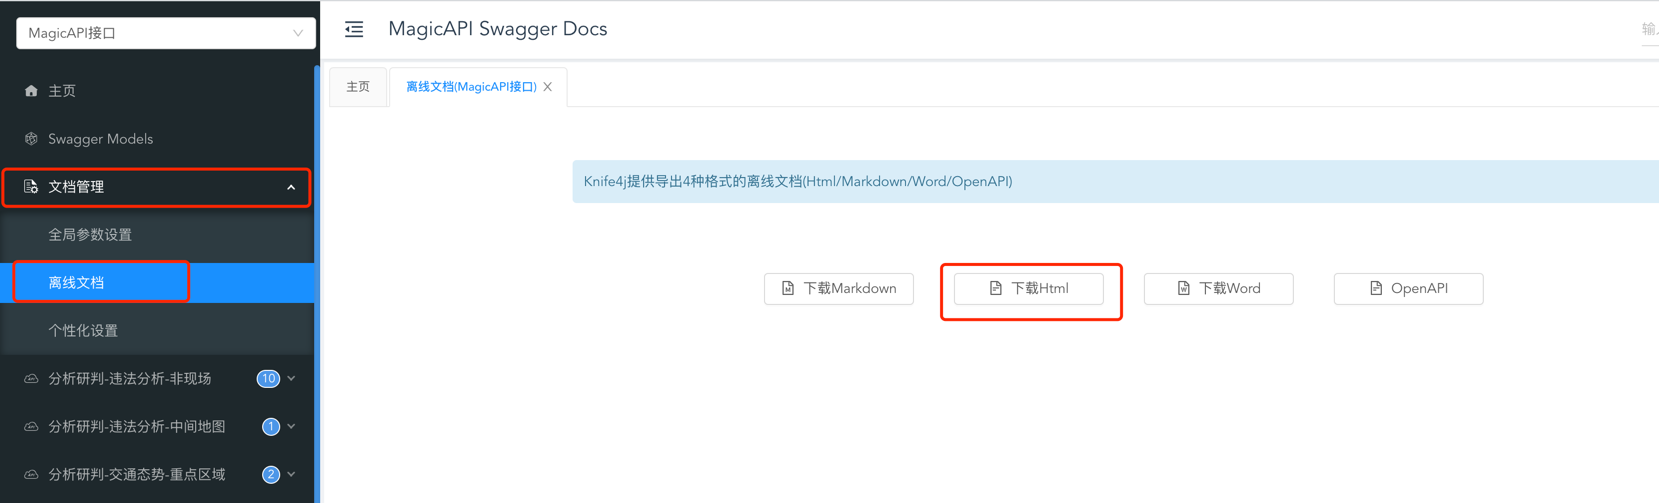 MagicAPI接口
MagicAPI Swagger Docs
主页
Swagger Models
文档管理
全局参数设置
离线文档
个性化设置
分析研判-违法分析-非现场 10
分析研判-违法分析-中间地图 1
分析研判-交通态势-重点区域 2
主页
离线文档(MagicAPI接口)
Knife4j提供导出4种格式的离线文档(Html/Markdown/Word/OpenAPI)
下载Markdown
下载Html
下载Word
OpenAPI